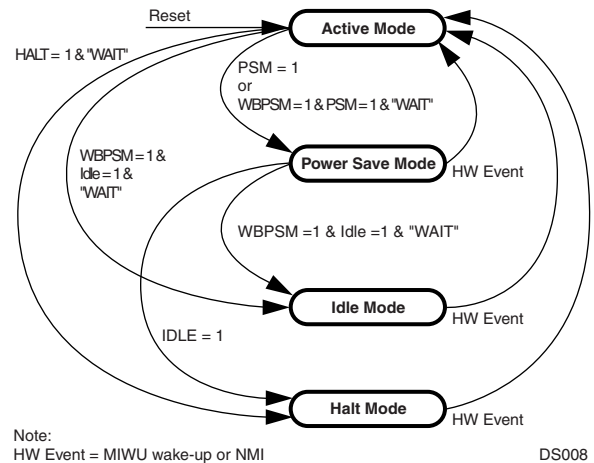 Reset
Active Mode
HALT = 1 & "WAIT"
PSM = 1
or
WBPSM = 1 & PSM = 1 & "WAIT"
WBPSM = 1 &
Idle = 1 &
"WAIT"
Power Save Mode
HW Event
WBPSM =1 & Idle =1 & "WAIT"
Idle Mode
HW Event
IDLE = 1
Halt Mode
HW Event
Note:
HW Event = MIWU wake-up or NMI
DS008